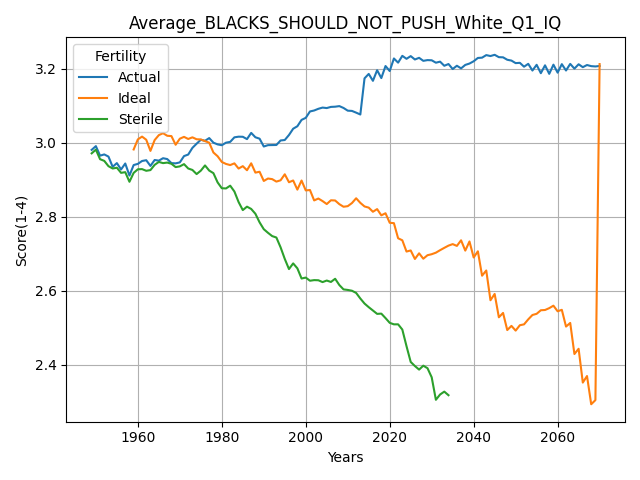 Average_BLACKS_SHOULD_NOT_PUSH_White_Q1_IQ
Fertility
Actual
Ideal
Sterile
Score(1-4)
3.2
3.0
2.8
2.6
2.4
1960 1980 2000 2020 2040 2060
Years